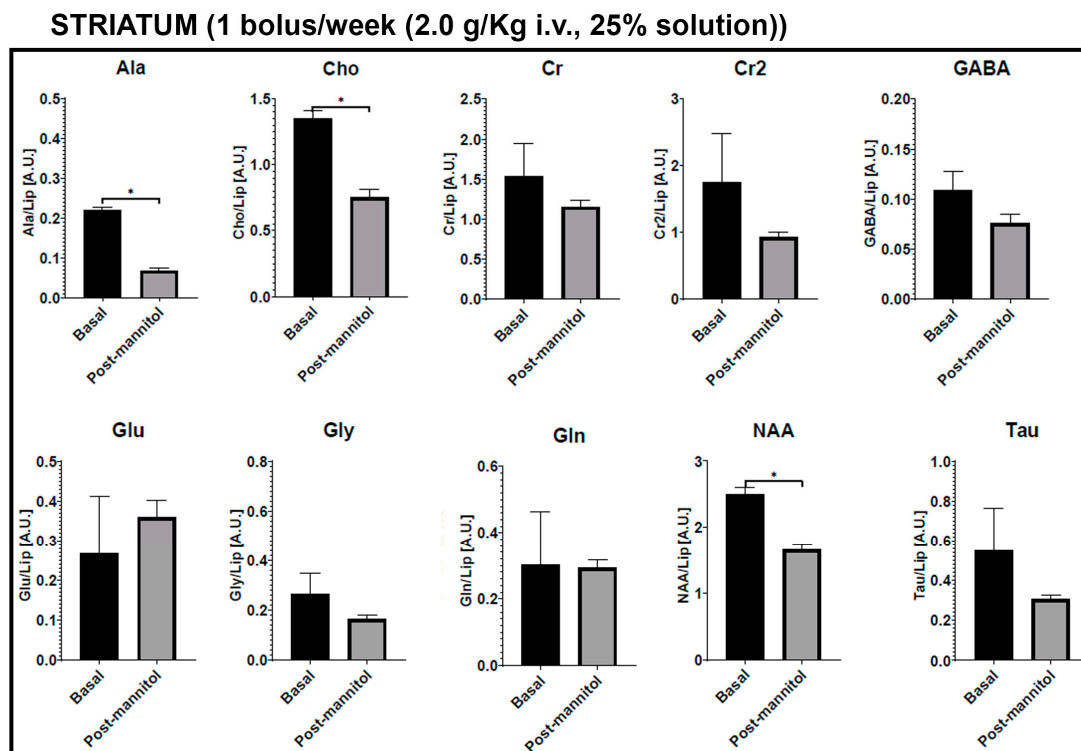 STRIATUM (1 bolus/week (2.0 g/Kg i.v., 25% solution))
Ala
Cho
Cr
Cr2
GABA
Ala/Lip [A.U.]
0.5
0.4
0.3
0.2
0.1
0.0
*
Basal
Post-mannitol
Cho/Lip [A.U.]
1.5
1.0
0.5
0.0
*
Basal
Post-mannitol
Cr/Lip [A.U.]
2.5
2.0
1.5
1.0
0.5
0.0
Basal
Post-mannitol
Cr2/Lip [A.U.]
3
2
1
0
Basal
Post-mannitol
GABA/Lip [A.U.]
0.20
0.15
0.10
0.05
0.00
Basal
Post-mannitol
Glu
Gly
Gln
NAA
Tau
Glu/Lip [A.U.]
0.5
0.4
0.3
0.2
0.1
0.0
Basal
Post-mannitol
Gly/Lip [A.U.]
0.8
0.6
0.4
0.2
0.0
Basal
Post-mannitol
Gln/Lip [A.U.]
0.6
0.4
0.2
0.0
Basal
Post-mannitol
NAA/Lip [A.U.]
3
2
1
0
*
Basal
Post-mannitol
Tau/Lip [A.U.]
1.0
0.8
0.6
0.4
0.2
0.0
Basal
Post-mannitol